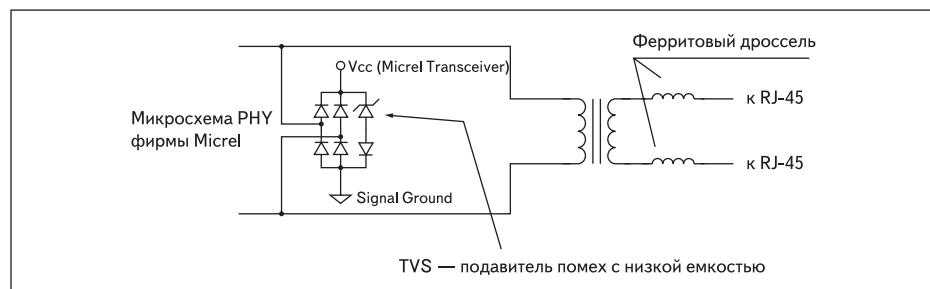 Ферритовый дроссель
Vcc (Micrel Transceiver)
к RJ-45
Микросхема PHY
фирмы Micrel
к RJ-45
Signal Ground
TVS — подавитель помех с низкой емкостью